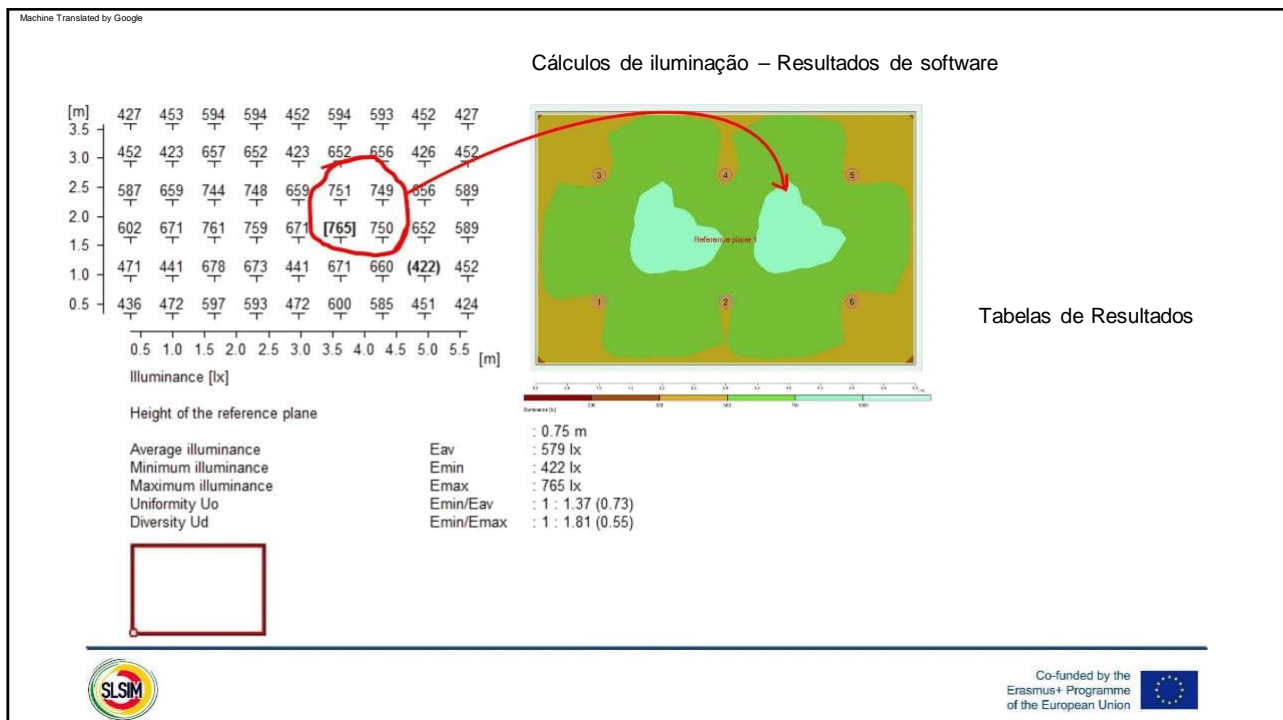 Machine Translated by Google
Cálculos de iluminação – Resultados de software
[m] 427 453 594 594 452 594 593 452 427
3.5
3.0 452 423 657 652 423 652 656 426 452
2.5 587 659 744 748 659 751 749 656 589
2.0
602 671 761 759 671 [765] 750 652 589
1.5
1.0 471 441 678 673 441 671 660 (422) 452
0.5 436 472 597 593 472 600 585 451 424
0.5 1.0 1.5 2.0 2.5 3.0 3.5 4.0 4.5 5.0 5.5 [m]
Illuminance [lx]
3 4 5
Reference plane 1
1 2 6
Illuminance [lx]
200 300 500 750 1000
Tabelas de Resultados
Height of the reference plane : 0.75 m
Average illuminance Eav : 579 lx
Minimum illuminance Emin : 422 lx
Maximum illuminance Emax : 765 lx
Uniformity Uo Emin/Eav : 1 : 1.37 (0.73)
Diversity Ud Emin/Emax : 1 : 1.81 (0.55)
SLSIM
Co-funded by the
Erasmus+ Programme
of the European Union